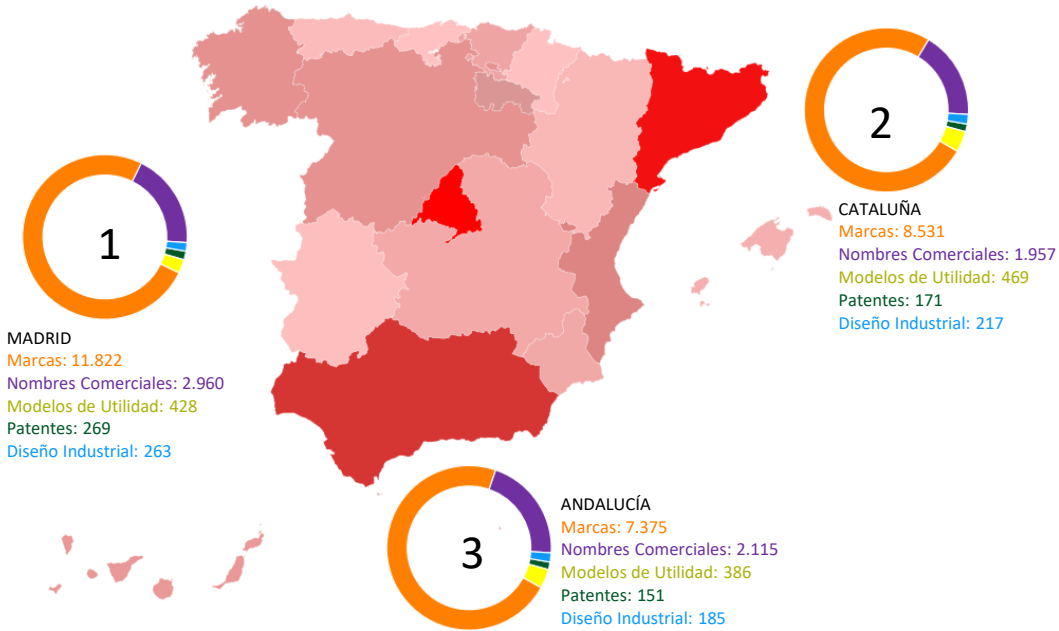 1
MADRID
Marcas: 11.822
Nombres Comerciales: 2.960
Modelos de Utilidad: 428
Patentes: 269
Diseño Industrial: 263
2
CATALUÑA
Marcas: 8.531
Nombres Comerciales: 1.957
Modelos de Utilidad: 469
Patentes: 171
Diseño Industrial: 217
3
ANDALUCÍA
Marcas: 7.375
Nombres Comerciales: 2.115
Modelos de Utilidad: 386
Patentes: 151
Diseño Industrial: 185